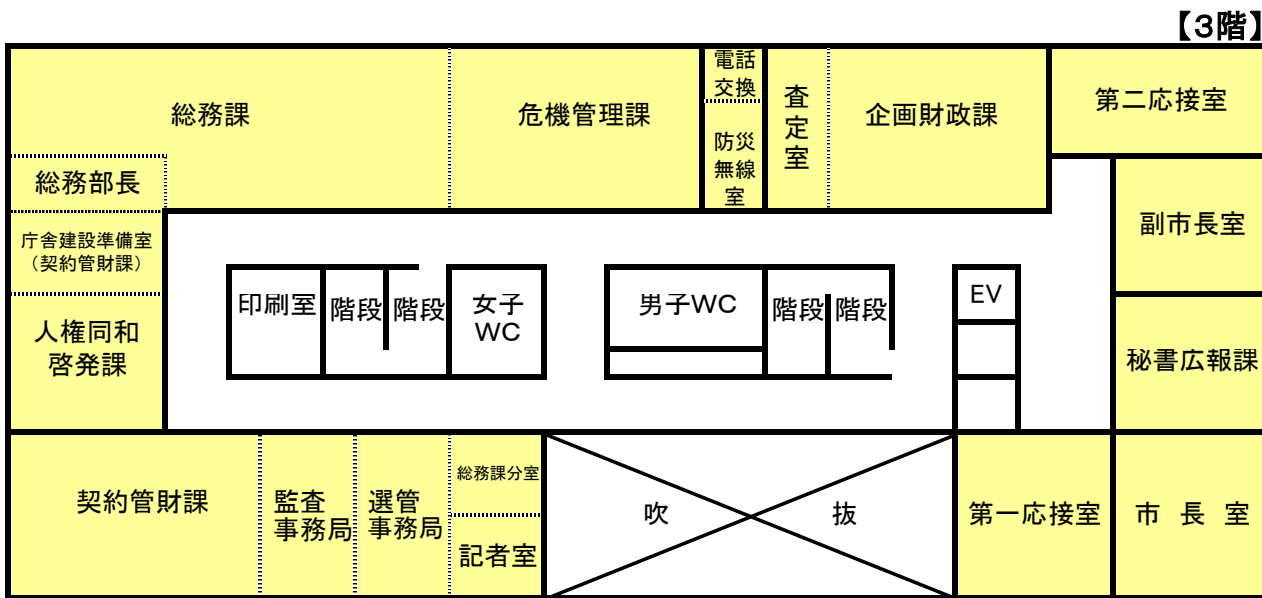 【3階】
総務課
危機管理課
電話
交換
防災
無線
室
査
定
室
企画財政課
第二応接室
総務部長
庁舎建設準備室
(契約管財課)
人権同和
啓発課
副市長室
秘書広報課
印刷室
階段
階段
女子
WC
男子WC
階段
階段
EV
契約管財課
監査
事務局
選管
事務局
総務課分室
記者室
吹 抜
第一応接室
市 長 室